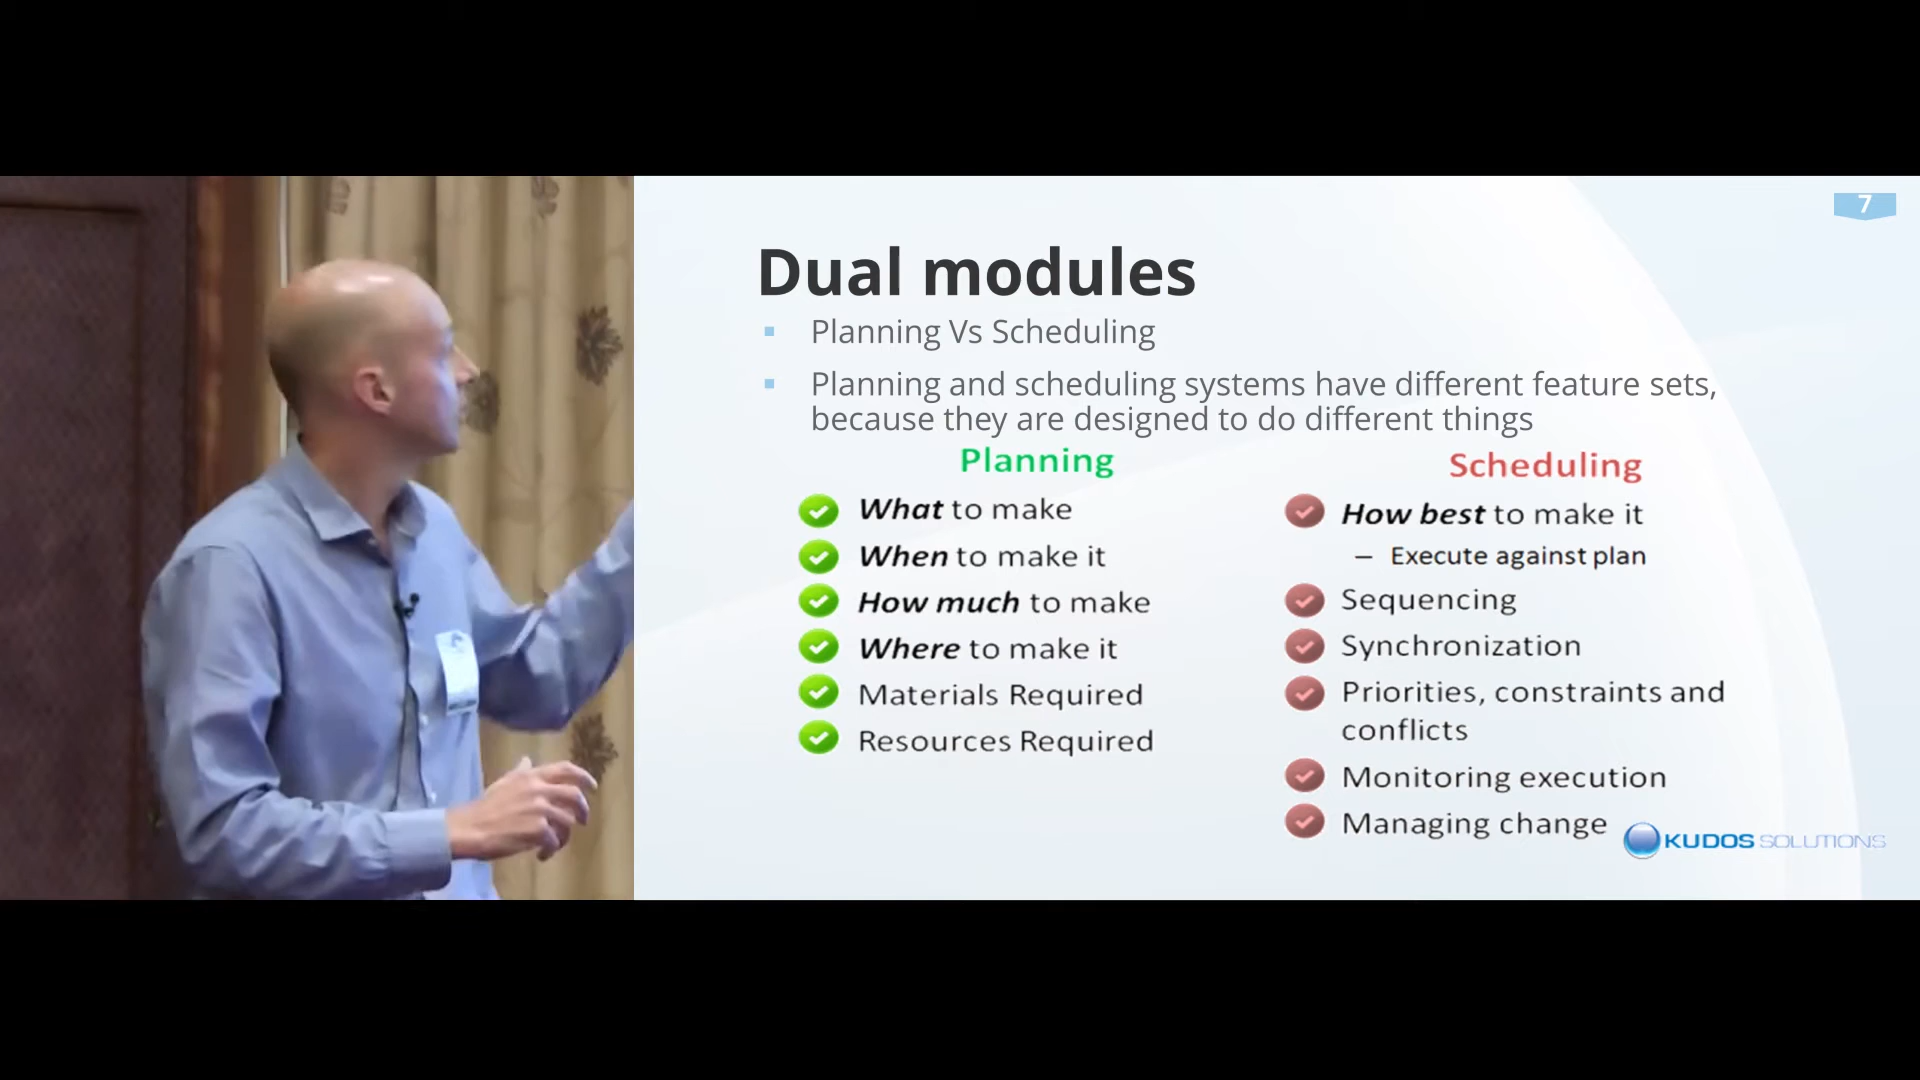 7
Dual modules
Planning Vs Scheduling
Planning and scheduling systems have different feature sets,
because they are designed to do different things
Planning
What to make
When to make it
How much to make
Where to make it
Materials Required
Resources Required
Scheduling
How best to make it
– Execute against plan
Sequencing
Synchronization
Priorities, constraints and
conflicts
Monitoring execution
Managing change
KUDOS SOLUTIONS